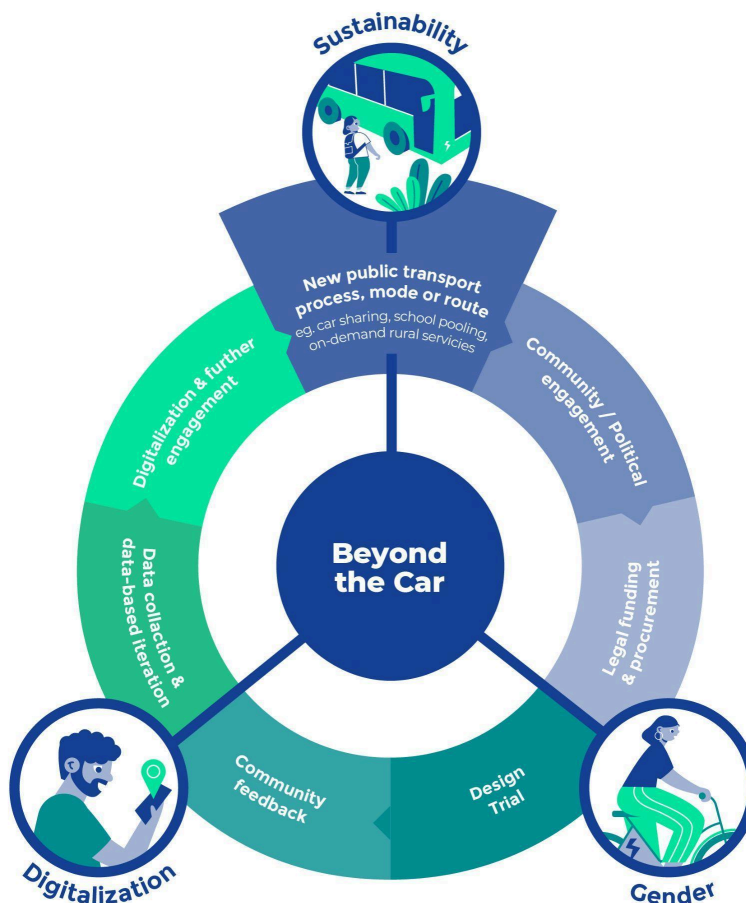 Sustainability
New public transport
process, mode or route
eg. car sharing, school pooling,
on-demand rural servicies
Community / Political
engagement
Legal funding
& procurement
Gender
Design
Trial
Community
feedback
Digitalization
Data collaction &
data-based iteration
Digitalization & further
engagement
Beyond
the Car